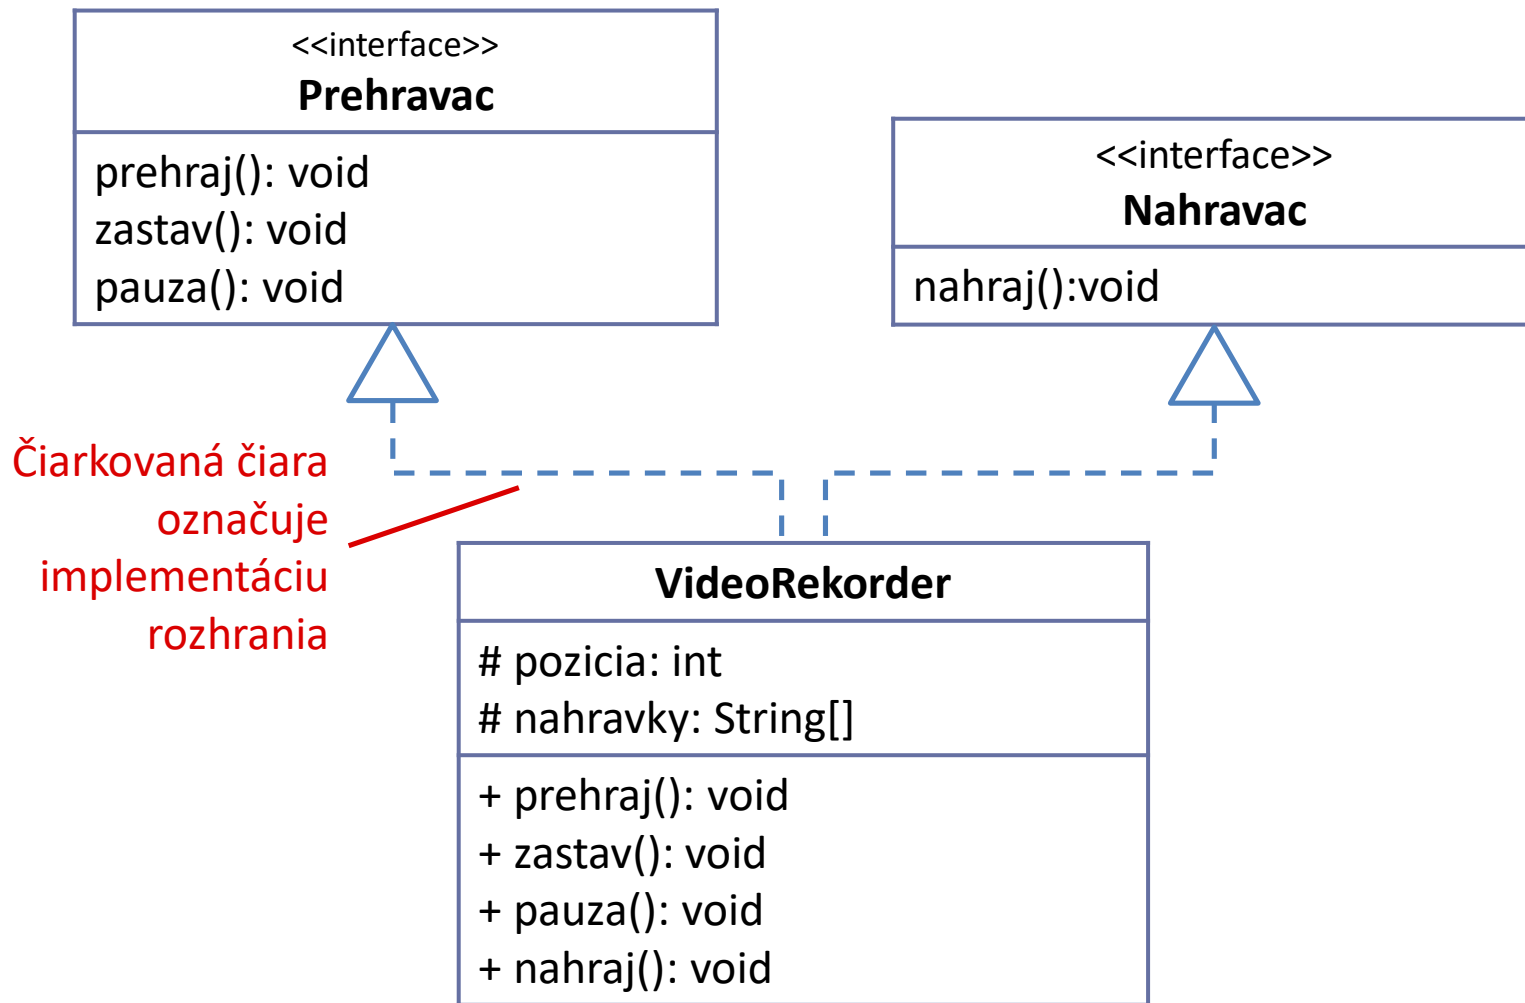 <<interface>>
Prehravac
prehraj(): void
zastav(): void
pauza(): void
<<interface>>
Nahravac
nahraj():void
Čiarkovaná čiara
označuje
implementáciu
rozhrania
VideoRekorder
# pozicia: int
# nahravky: String[]
+ prehraj(): void
+ zastav(): void
+ pauza(): void
+ nahraj(): void